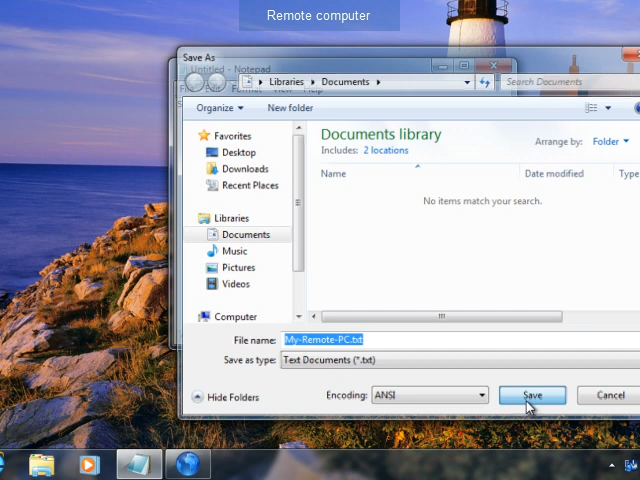 Remote computer
Save As
Untitled - Notepad
Libraries Documents
Search Documents
Organize New folder
Favorites
Desktop
Downloads
Recent Places
Libraries
Documents
Music
Pictures
Videos
Computer
Documents library
Includes: 2 locations
Arrange by: Folder
Name Date modified Type
No items match your search.
File name: My-Remote-PC.txt
Save as type: Text Documents (*.txt)
Hide Folders
Encoding: ANSI
Save Cancel